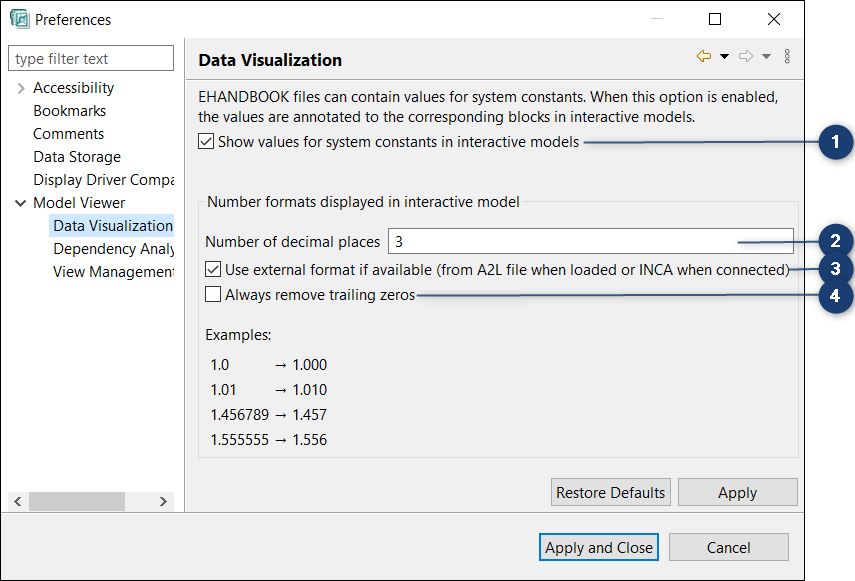 Preferences
type filter text
Accessibility
Bookmarks
Comments
Data Storage
Display Driver Compa
Model Viewer
Data Visualization
Dependency Analy
View Management
Data Visualization
EHANDBOOK files can contain values for system constants. When this option is enabled,
the values are annotated to the corresponding blocks in interactive models.
Show values for system constants in interactive models
1
Number formats displayed in interactive model
Number of decimal places 3
2
Use external format if available (from A2L file when loaded or INCA when connected)
3
Always remove trailing zeros
4
Examples:
1.0 → 1.000
1.01 → 1.010
1.456789 → 1.457
1.555555 → 1.556
Restore Defaults Apply
Apply and Close Cancel